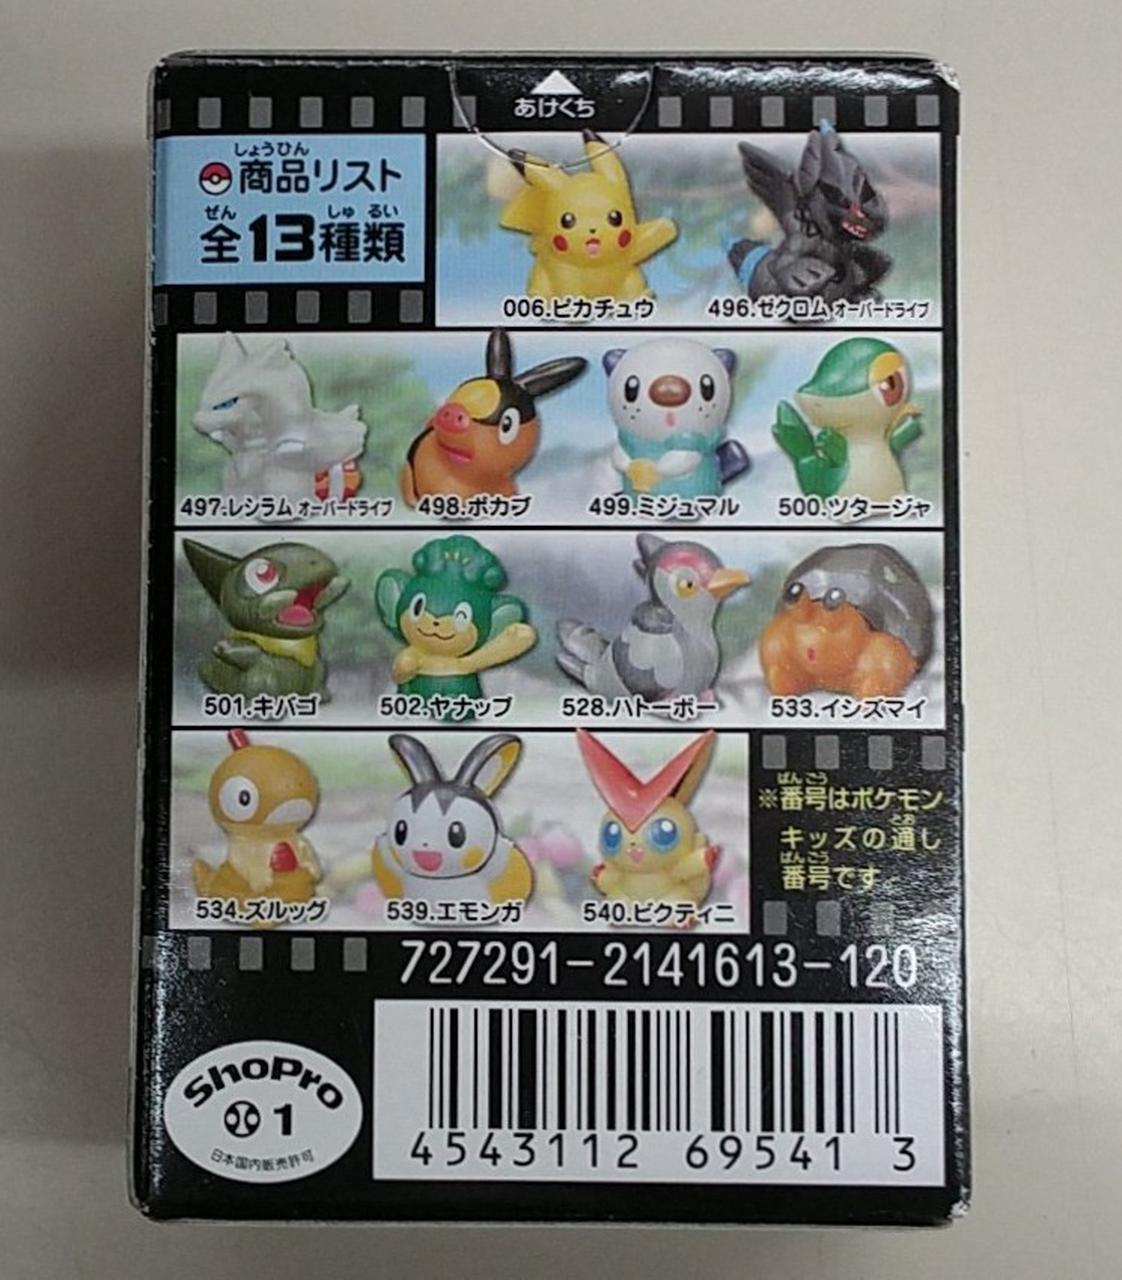 あけくち
しょうひん
商品リスト
ぜん しゅ るい
全13種類
006.ピカチュウ
496.ゼクロム オーバードライブ
497.レシラム オーバードライブ
498.ポカブ
499.ミジュマル
500.ツタージャ
501.キバゴ
502.ヤナップ
528.ハトーボー
533.イシズマイ
534.ズルッグ
539.エモンガ
540.ビクティニ
ばんごう
※番号はポケモン
とお
キッズの通し
ばんごう
番号です
727291-2141613-120
ShoPro
1
日本国内販売許可
4543112 69541 3